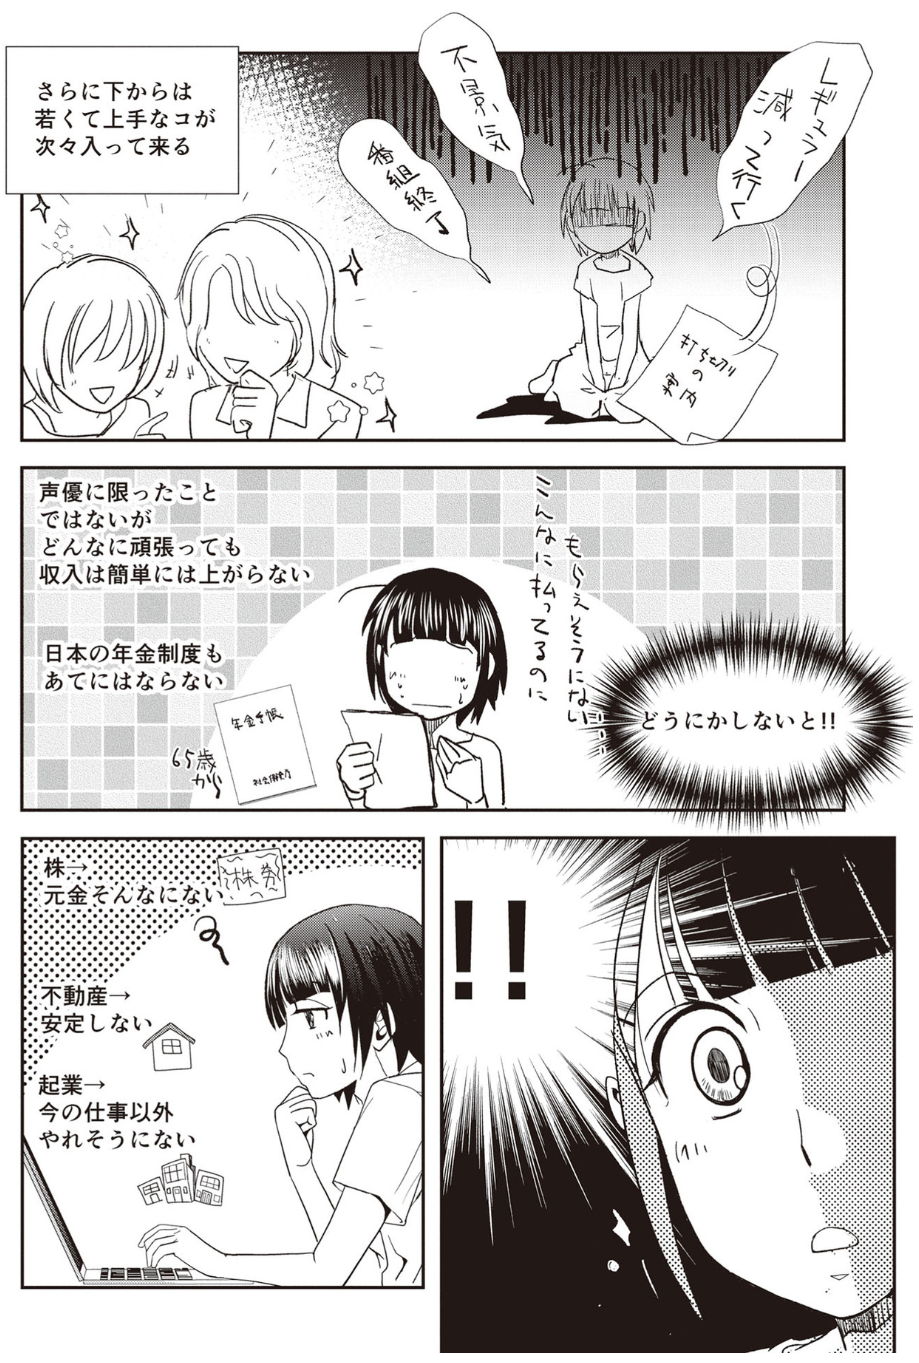 レギュラー
減って行く
不景気
番組終了
打ち切り
の
案内
さらに下からは
若くて上手なコが
次々入って来る
どうにかしないと!!
もらえそうにない……
こんなに払ってるのに
声優に限ったこと
ではないが
どんなに頑張っても
収入は簡単には上がらない
日本の年金制度も
あてにはならない
年金手帳
社会保険庁
65歳
から
!!
株券
株→
元金そんなにない
不動産→
安定しない
起業→
今の仕事以外
やれそうにない